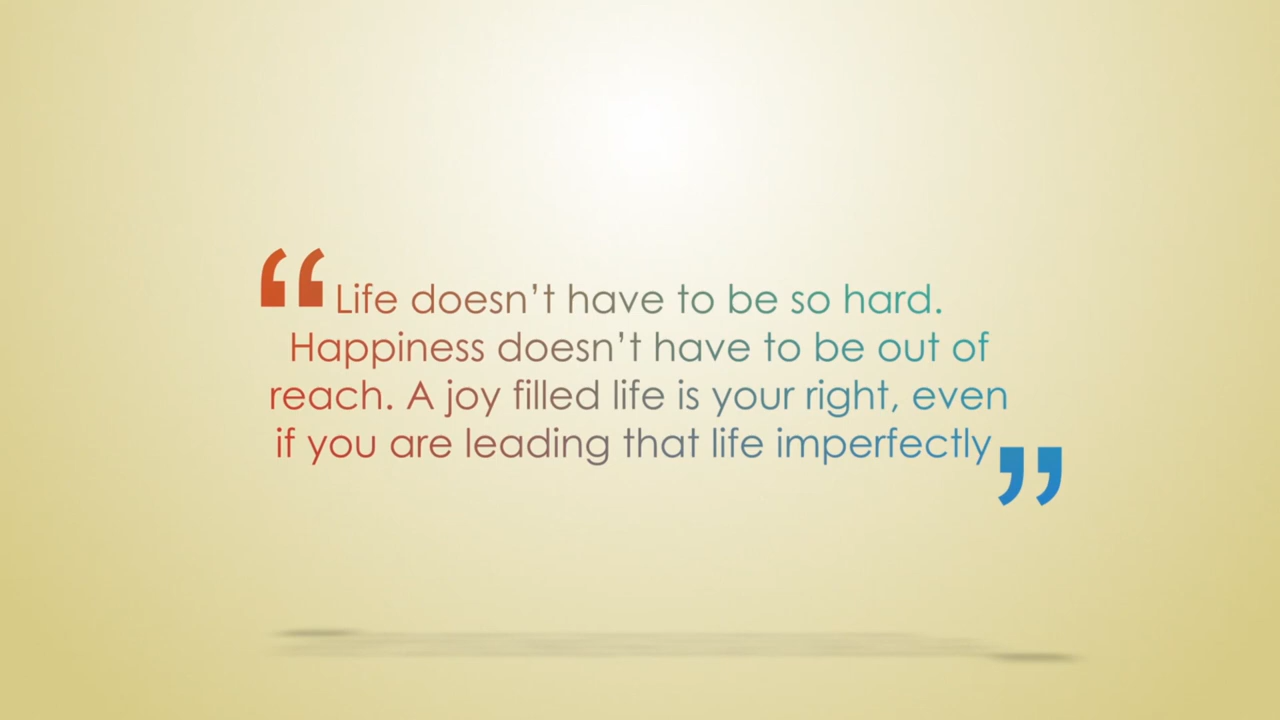 “Life doesn’t have to be so hard.
Happiness doesn’t have to be out of
reach. A joy filled life is your right, even
if you are leading that life imperfectly”